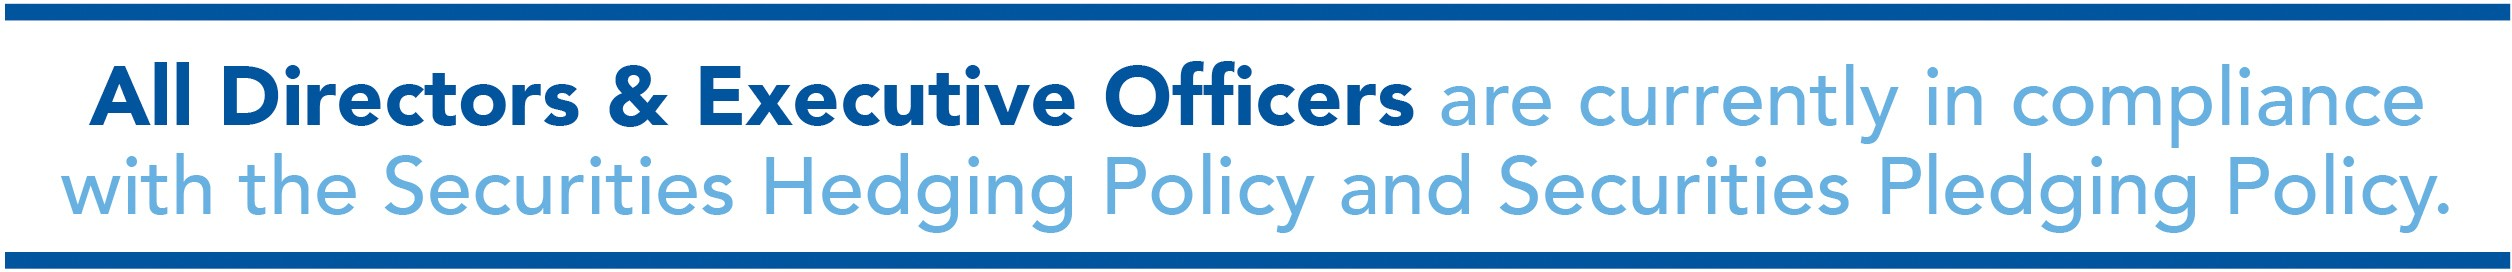 All Directors & Executive Officers are currently in compliance
with the Securities Hedging Policy and Securities Pledging Policy.